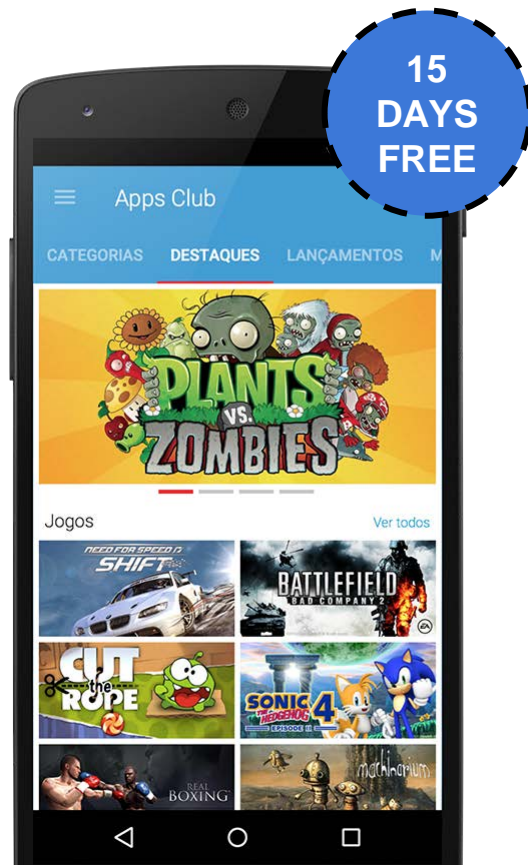 15
DAYS
FREE
Apps Club
CATEGORIAS DESTAQUES LANÇAMENTOS M
PLANTS
VS.
ZOMBIES
Jogos Ver todos
NEED FOR SPEED
SHIFT
BATTLEFIELD
BAD COMPANY 2
EA
CUT
the
ROPE
SONIC
THE
HEDGEHOG
4
EPISODE II
REAL
BOXING
machinarium